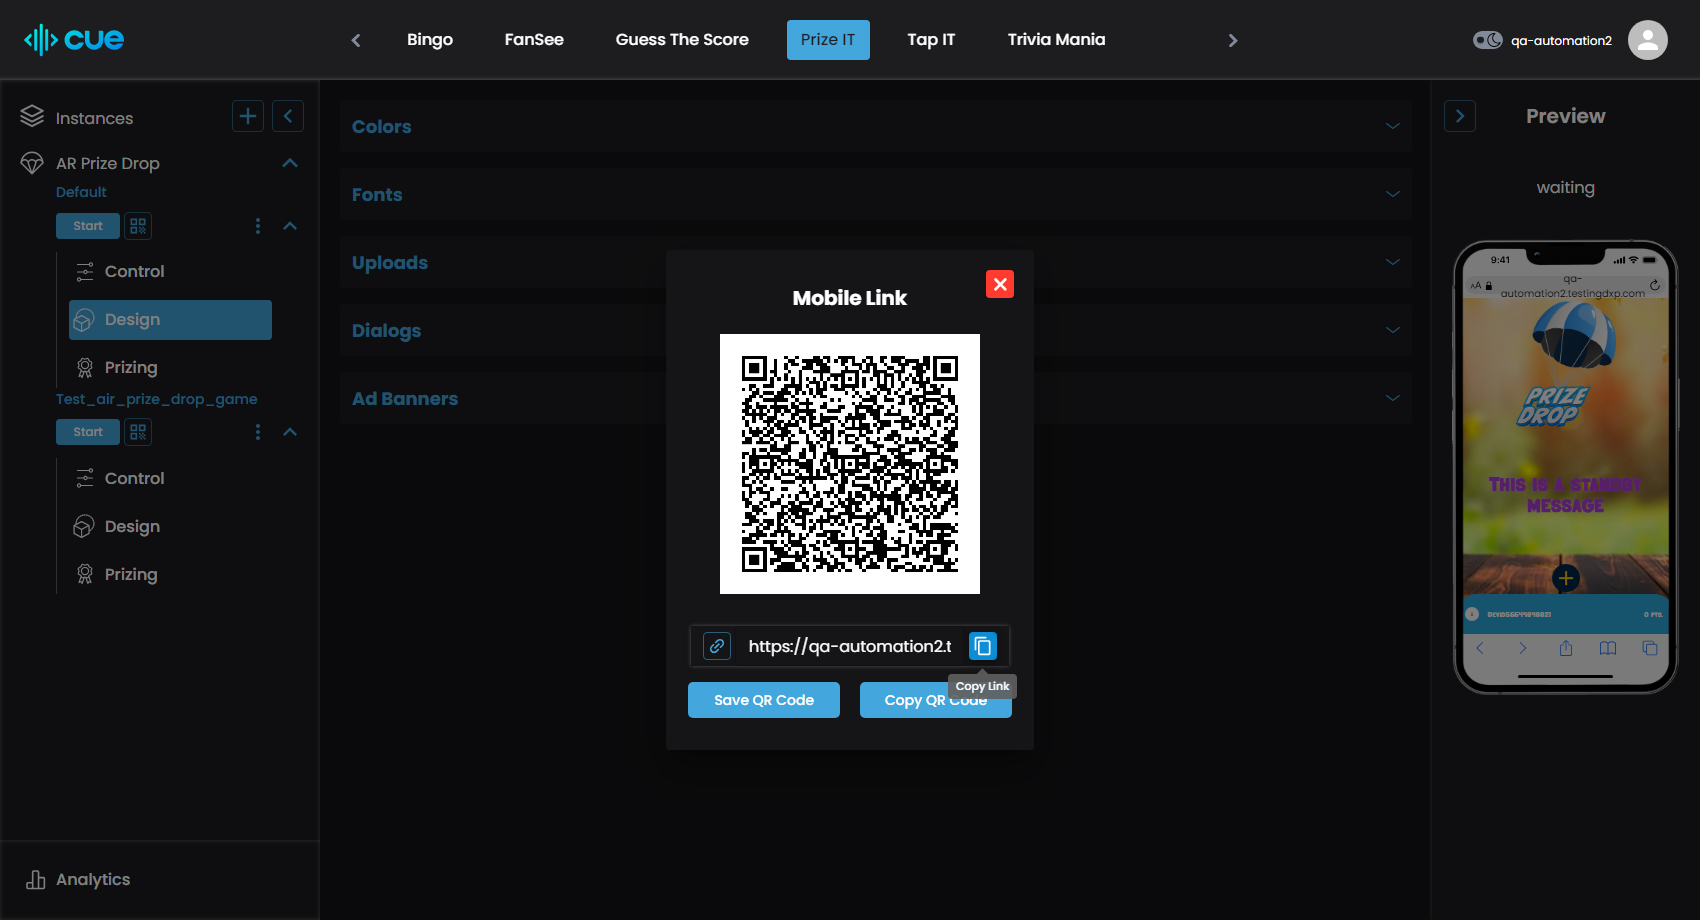 cue
Bingo
FanSee
Guess The Score
Prize IT
Tap IT
Trivia Mania
qa-automation2
Instances
AR Prize Drop
Default
Start
Control
Design
Prizing
Test_air_prize_drop_game
Start
Control
Design
Prizing
Analytics
Colors
Fonts
Uploads
Dialogs
Ad Banners
Mobile Link
https://qa-automation2.t
Copy Link
Save QR Code
Copy QR Code
Preview
waiting
9:41
AA
qa-
automation2.testingdxp.com
PRIZE
DROP
THIS IS A STANDBY
MESSAGE
0 PTS.